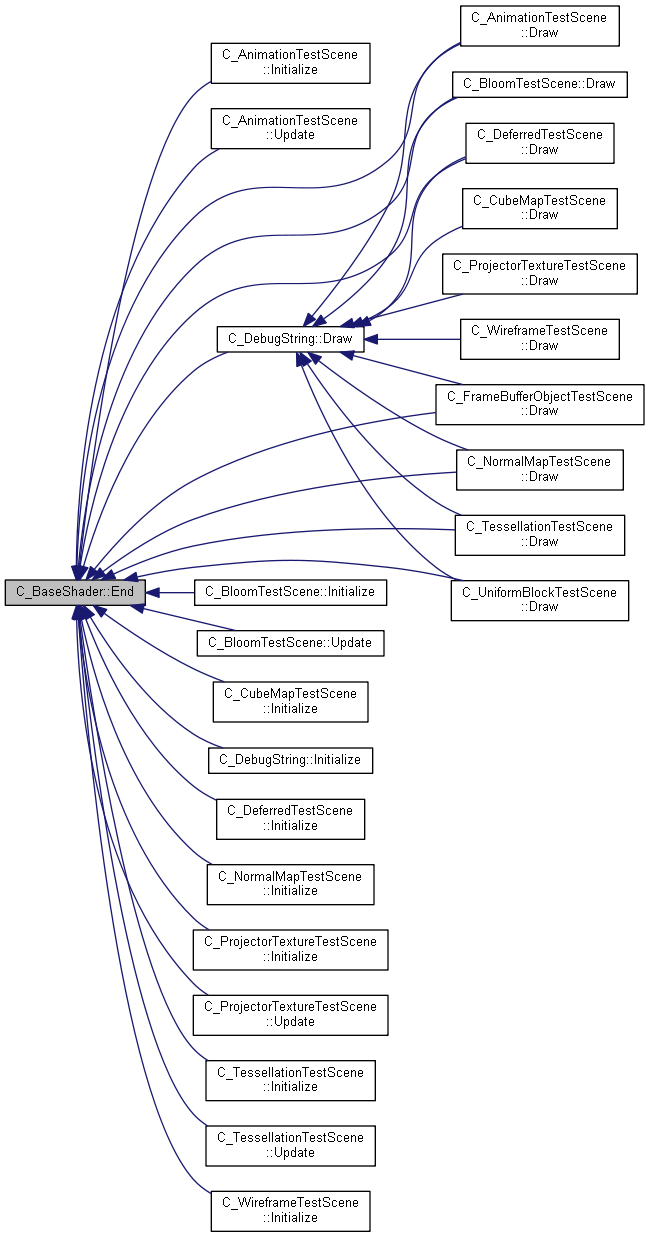 C_AnimationTestScene
::Draw
C_AnimationTestScene
::Initialize
C_BloomTestScene::Draw
C_AnimationTestScene
::Update
C_DeferredTestScene
::Draw
C_CubeMapTestScene
::Draw
C_ProjectorTextureTestScene
::Draw
C_DebugString::Draw
C_WireframeTestScene
::Draw
C_FrameBufferObjectTestScene
::Draw
C_NormalMapTestScene
::Draw
C_TessellationTestScene
::Draw
C_BaseShader::End
C_BloomTestScene::Initialize
C_UniformBlockTestScene
::Draw
C_BloomTestScene::Update
C_CubeMapTestScene
::Initialize
C_DebugString::Initialize
C_DeferredTestScene
::Initialize
C_NormalMapTestScene
::Initialize
C_ProjectorTextureTestScene
::Initialize
C_ProjectorTextureTestScene
::Update
C_TessellationTestScene
::Initialize
C_TessellationTestScene
::Update
C_WireframeTestScene
::Initialize